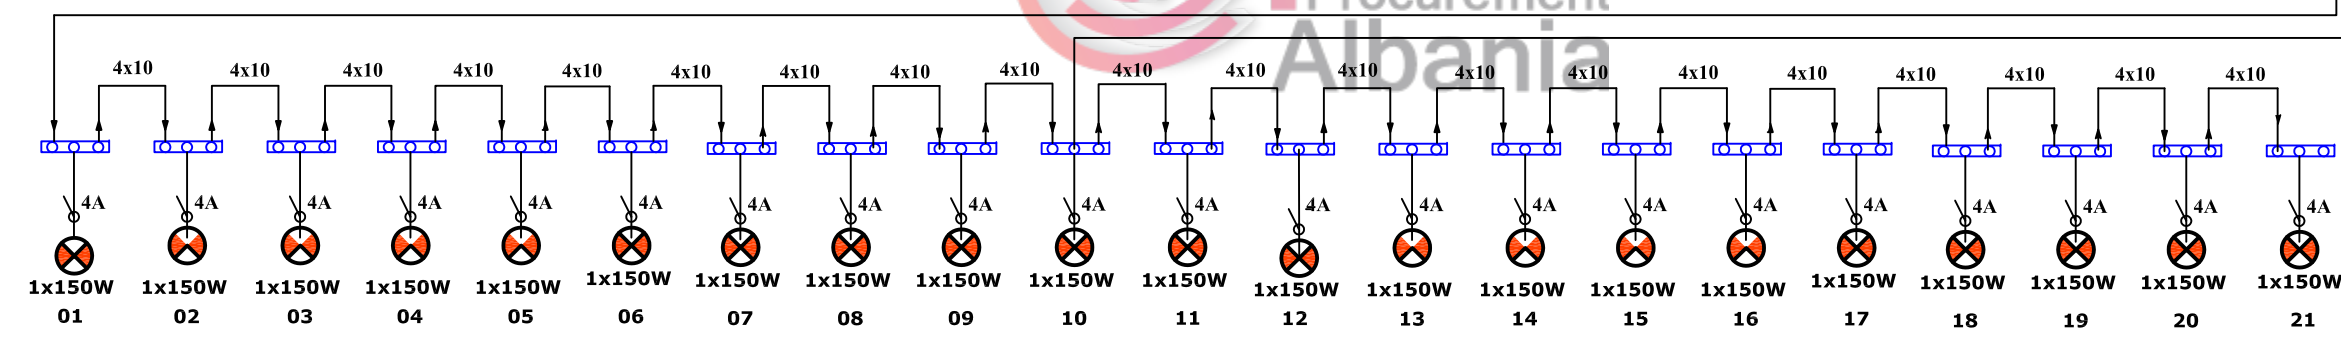 Procurement
Albania
4x10 4x10 4x10 4x10 4x10 4x10 4x10 4x10 4x10 4x10 4x10 4x10 4x10 4x10 4x10 4x10 4x10 4x10 4x10 4x10
4A 4A 4A 4A 4A 4A 4A 4A 4A 4A 4A 4A 4A 4A 4A 4A 4A 4A 4A 4A 4A
1x150W 1x150W 1x150W 1x150W 1x150W 1x150W 1x150W 1x150W 1x150W 1x150W 1x150W 1x150W 1x150W 1x150W 1x150W 1x150W 1x150W 1x150W 1x150W 1x150W 1x150W
01 02 03 04 05 06 07 08 09 10 11 12 13 14 15 16 17 18 19 20 21